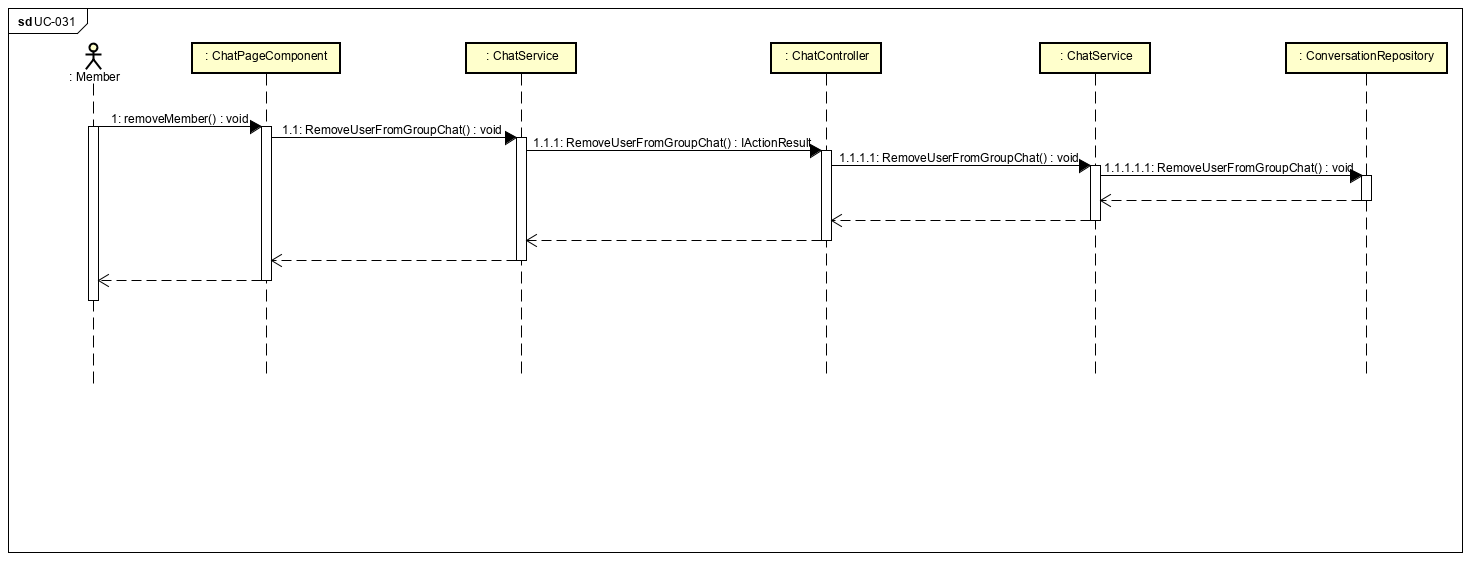 sd UC-031
: Member
: ChatPageComponent
: ChatService
: ChatController
: ChatService
: ConversationRepository
1: removeMember() : void
1.1: RemoveUserFromGroupChat() : void
1.1.1: RemoveUserFromGroupChat() : IActionResult
1.1.1.1: RemoveUserFromGroupChat() : void
1.1.1.1.1: RemoveUserFromGroupChat() : void